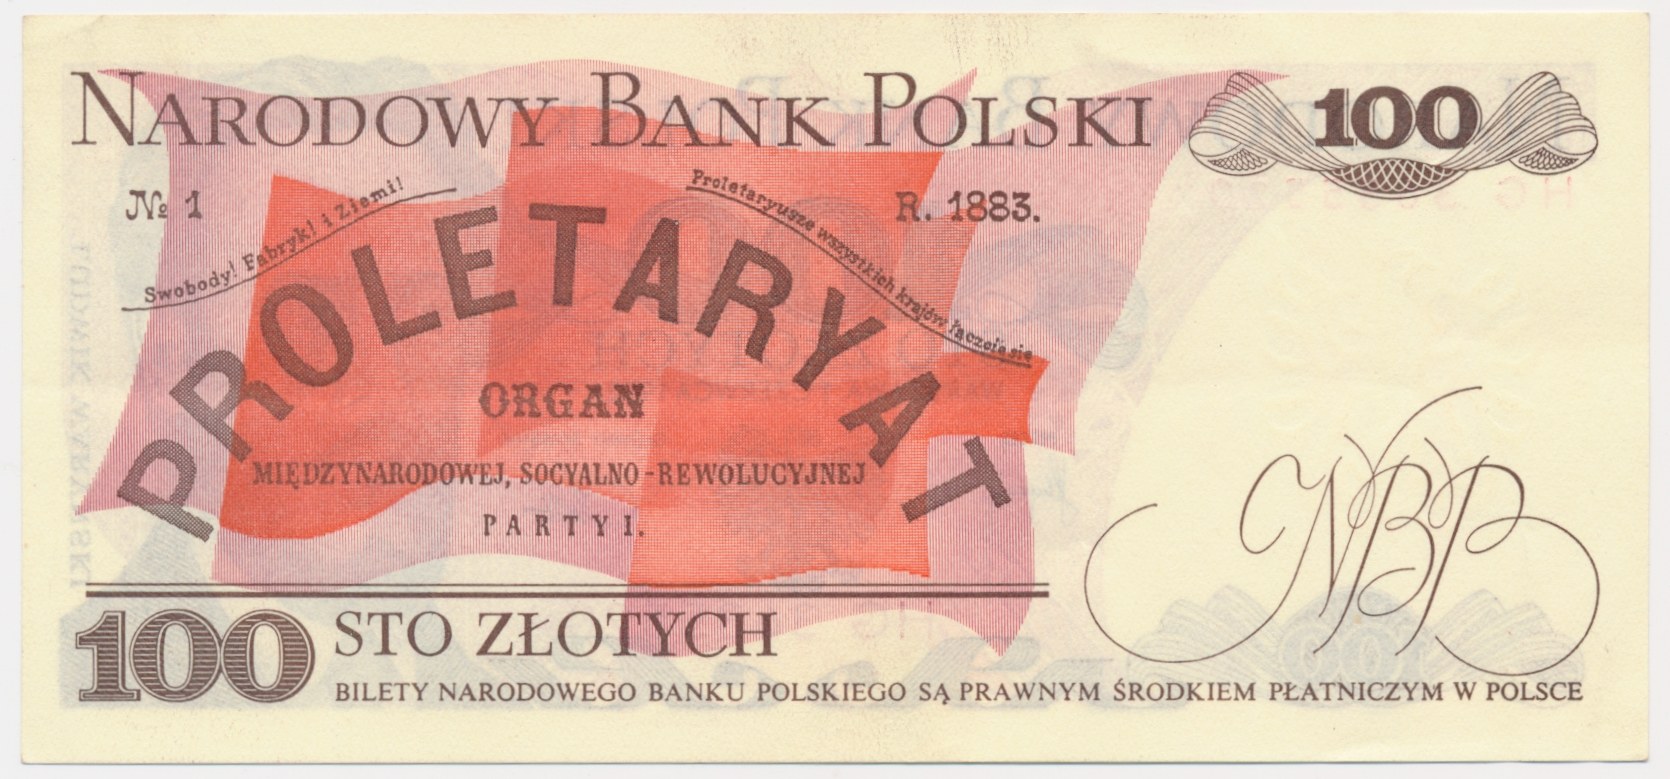 NARODOWY BANK POLSKI
100
№ 1
R. 1883.
Swobody! Fabryk! i Ziemi!
Proletaryusze wszystkich krajów łączcie się
PROLETARYAT
ORGAN
MIĘDZYNARODOWEJ, SOCYALNO-REWOLUCYJNEJ
PARTYI.
NBP
100
STO ZŁOTYCH
BILETY NARODOWEGO BANKU POLSKIEGO SĄ PRAWNYM ŚRODKIEM PŁATNICZYM W POLSCE